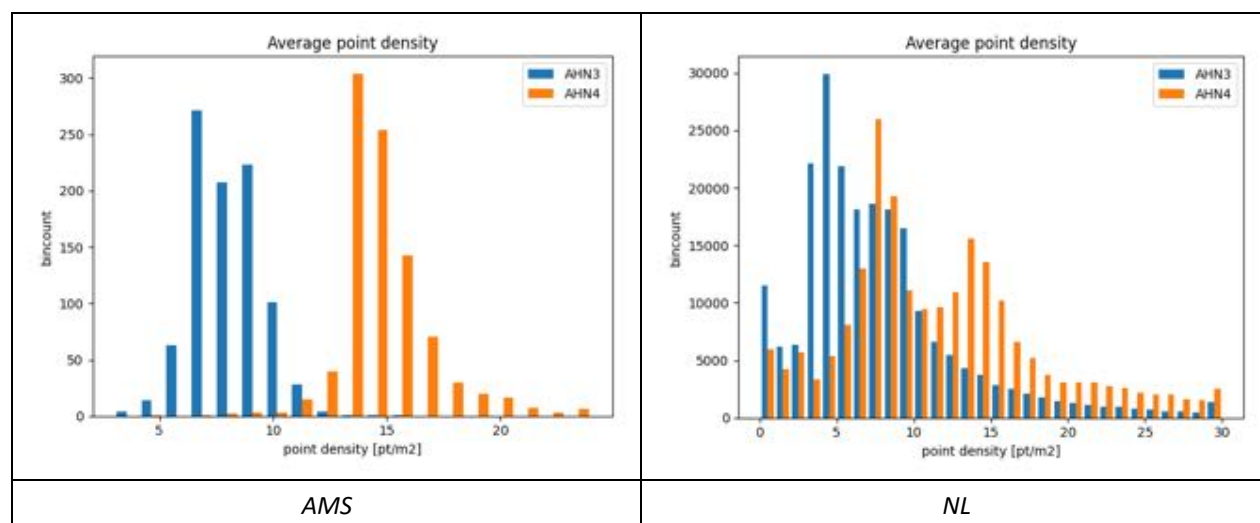 Average point density
AHN3
AHN4
300
250
200
150
100
50
0
bincount
5
10
15
20
point density [pt/m2]
AMS
Average point density
AHN3
AHN4
30000
25000
20000
15000
10000
5000
0
bincount
0
5
10
15
20
25
30
point density [pt/m2]
NL